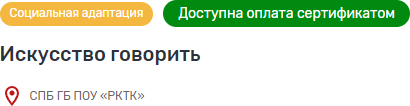 Социальная адаптация
Доступна оплата сертификатом
Искусство говорить
СПБ ГБ ПОУ «РКТК»